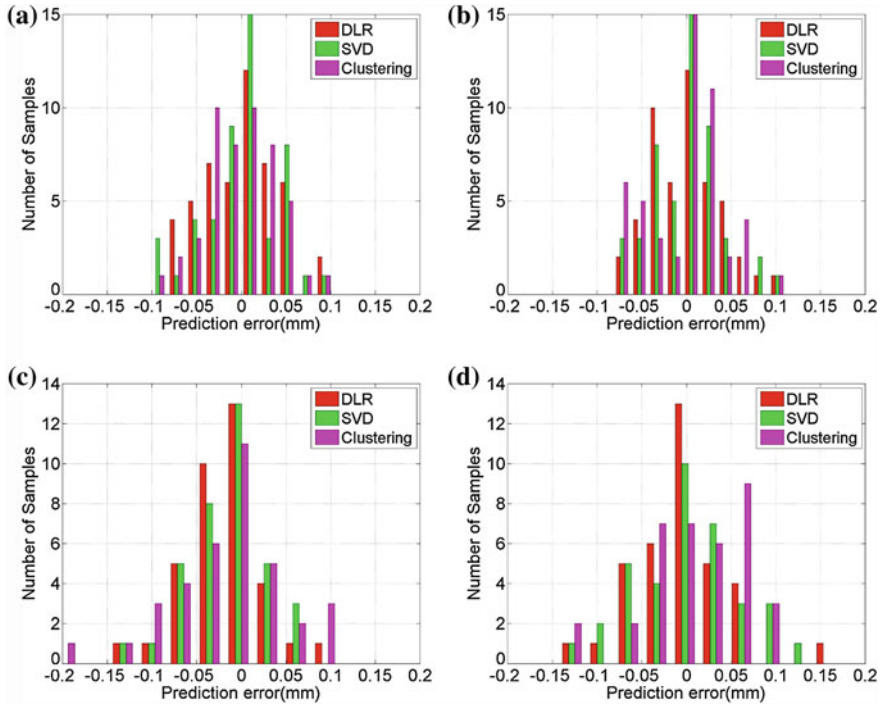 (a)
15
10
5
0
Number of Samples
DLR
SVD
Clustering
-0.2 -0.15 -0.1 -0.05 0 0.05 0.1 0.15 0.2
Prediction error(mm)
(b)
15
10
5
0
Number of Samples
DLR
SVD
Clustering
-0.2 -0.15 -0.1 -0.05 0 0.05 0.1 0.15 0.2
Prediction error(mm)
(c)
14
12
10
8
6
4
2
0
Number of Samples
DLR
SVD
Clustering
-0.2 -0.15 -0.1 -0.05 0 0.05 0.1 0.15 0.2
Prediction error(mm)
(d)
14
12
10
8
6
4
2
0
Number of Samples
DLR
SVD
Clustering
-0.2 -0.15 -0.1 -0.05 0 0.05 0.1 0.15 0.2
Prediction error(mm)